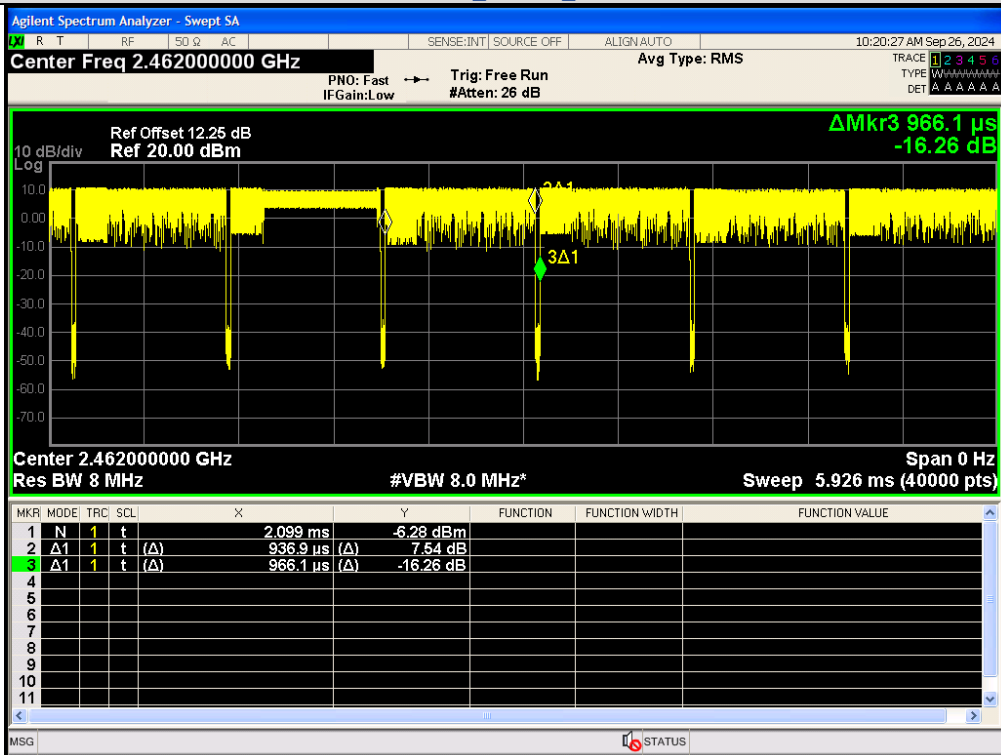 Agilent Spectrum Analyzer - Swept SA
LXI R T RF 50 Ω AC SENSE:INT SOURCE OFF ALIGN AUTO 10:20:27 AM Sep 26, 2024
Center Freq 2.462000000 GHz Avg Type: RMS TRACE 1 2 3 4 5 6
PNO: Fast Trig: Free Run TYPE W
IFGain:Low #Atten: 26 dB DET A A A A A A
ΔMkr3 966.1 µs
Ref Offset 12.25 dB
10 dB/div Ref 20.00 dBm -16.26 dB
Log
10.0 2Δ1
0.00
-10.0
3Δ1
-20.0
-30.0
-40.0
-50.0
-60.0
-70.0
Center 2.462000000 GHz Span 0 Hz
Res BW 8 MHz #VBW 8.0 MHz* Sweep 5.926 ms (40000 pts)
MKR MODE TRC SCL X Y FUNCTION FUNCTION WIDTH FUNCTION VALUE
1 N 1 t 2.099 ms -6.28 dBm
2 Δ1 1 t (Δ) 936.9 µs (Δ) 7.54 dB
3 Δ1 1 t (Δ) 966.1 µs (Δ) -16.26 dB
4
5
6
7
8
9
10
11
MSG STATUS